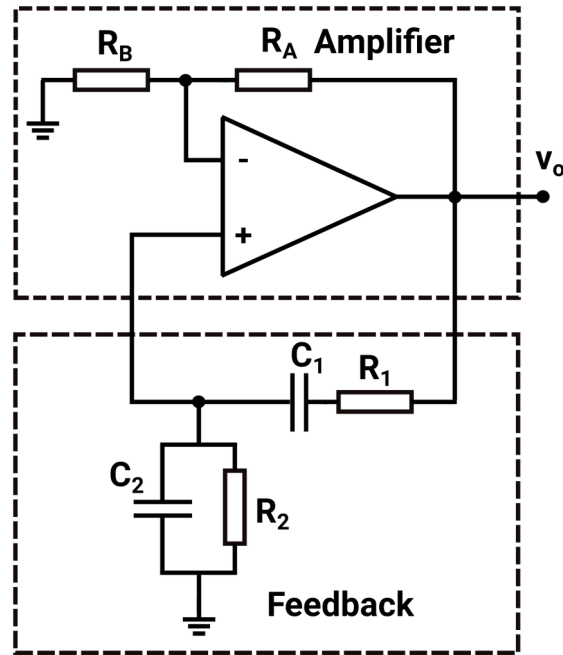 R_B
R_A Amplifier
-
+
v_o
C_1
R_1
C_2
R_2
Feedback